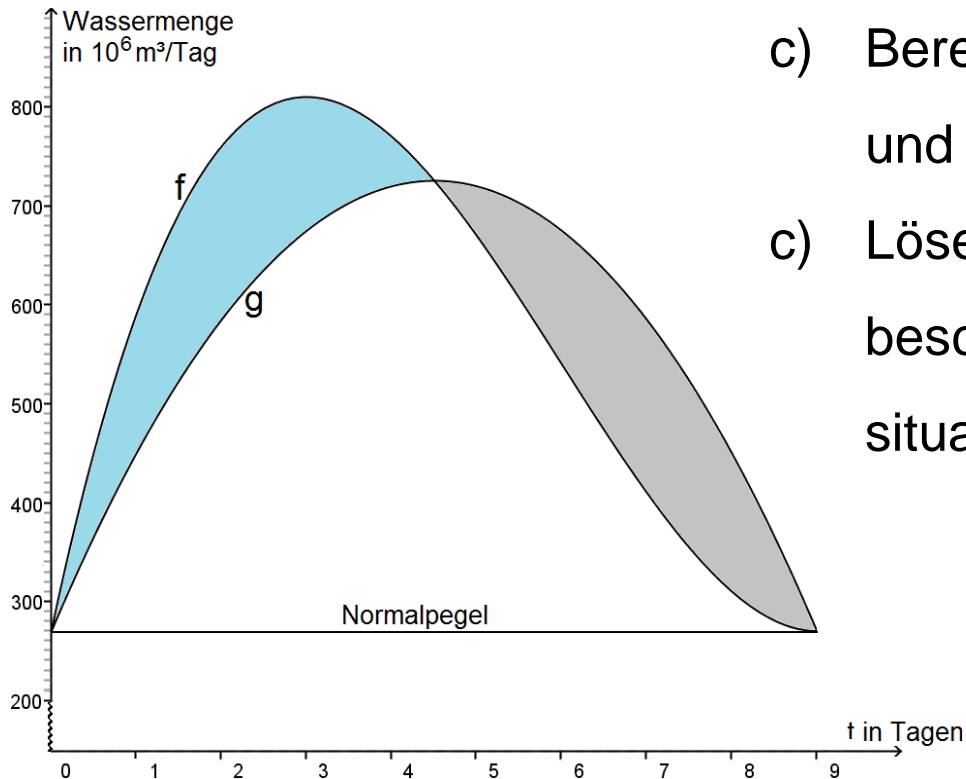 Wassermenge
in 10⁶ m³/Tag
800
700
600
500
400
300
200
f
g
Normalpegel
t in Tagen
0 1 2 3 4 5 6 7 8 9
c) Bere
und
c) Löse
besc
situa